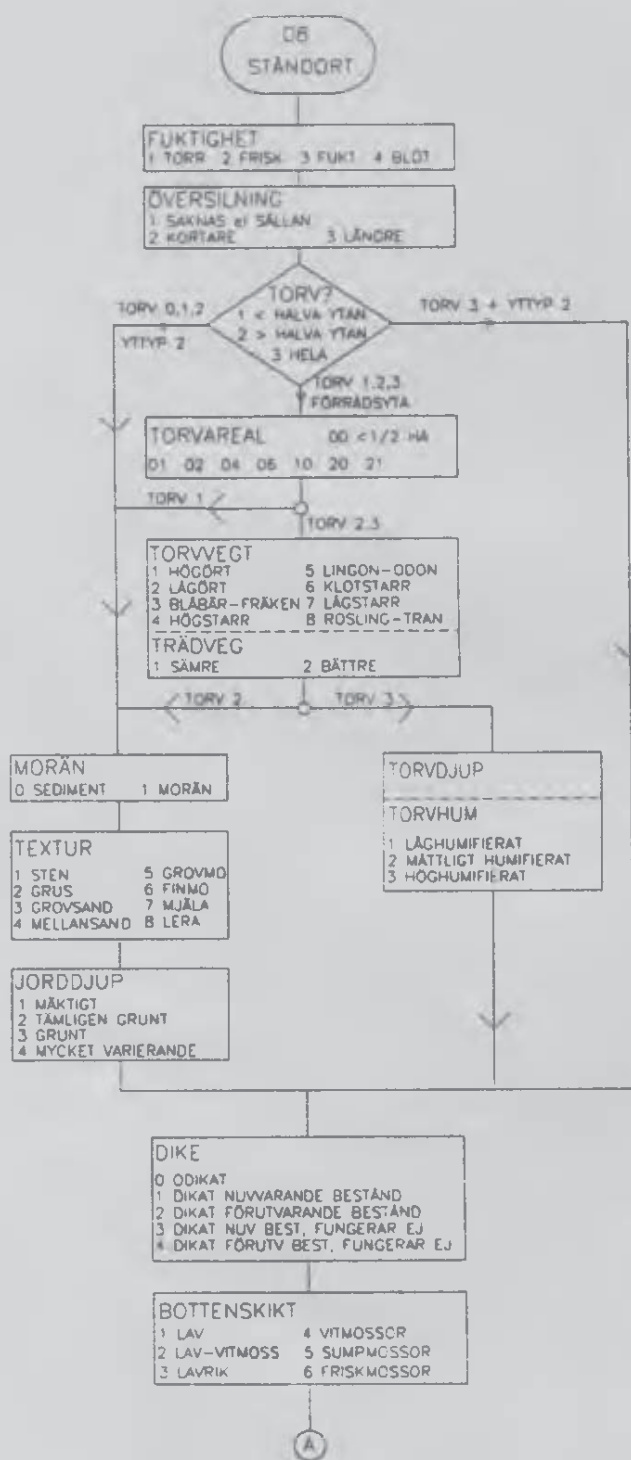 06
STÅNDORT
FUKTIGHET
1 TORR 2 FRISK 3 FUKT 4 BLÖT
ÖVERSILNING
1 SAKNAS el SÄLLAN
2 KORTARE 3 LÄNGRE
TORV?
1 < HALVA YTAN
2 > HALVA YTAN
3 HELA
TORV 0,1,2
YTTYP 2
TORV 3 + YTTYP 2
TORV 1,2,3
FÖRRÅDSYTA
TORVAREAL 00 <1/2 HA
01 02 04 06 10 20 21
TORV 1
TORV 2.3
TORVVEGT
1 HÖGÖRT 5 LINGON-ODON
2 LÅGÖRT 6 KLOTSTARR
3 BLÅBÄR-FRÄKEN 7 LÅGSTARR
4 HÖGSTARR 8 ROSLING-TRAN
TRÄDVEG
1 SÄMRE 2 BÄTTRE
TORV 2
TORV 3
MORÄN
0 SEDIMENT 1 MORÄN
TEXTUR
1 STEN 5 GROVMO
2 GRUS 6 FINMO
3 GROVSAND 7 MJÄLA
4 MELLANSAND 8 LERA
JORDDJUP
1 MÄKTIGT
2 TÄMLIGEN GRUNT
3 GRUNT
4 MYCKET VARIERANDE
TORVDJUP
TORVHUM
1 LÅGHUMIFIERAT
2 MÅTTLIGT HUMIFIERAT
3 HÖGHUMIFIERAT
DIKE
0 ODIKAT
1 DIKAT NUVVARANDE BESTÅND
2 DIKAT FÖRUTVARANDE BESTÅND
3 DIKAT NUV BEST, FUNGERAR EJ
4 DIKAT FÖRUTV BEST, FUNGERAR EJ
BOTTENSKIKT
1 LAV 4 VITMOSSOR
2 LAV-VITMOSS 5 SUMPMOSSOR
3 LAVRIK 6 FRISKMOSSOR
A